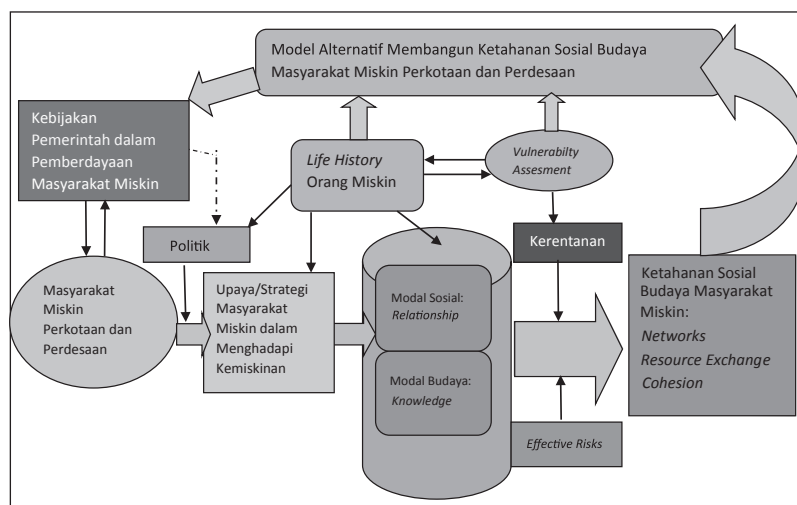 Model Alternatif Membangun Ketahanan Sosial Budaya
Masyarakat Miskin Perkotaan dan Perdesaan
Kebijakan
Pemerintah dalam
Pemberdayaan
Masyarakat Miskin
Life History
Orang Miskin
Vulnerabilty
Assesment
Politik
Kerentanan
Masyarakat
Miskin
Perkotaan dan
Perdesaan
Upaya/Strategi
Masyarakat
Miskin dalam
Menghadapi
Kemiskinan
Modal Sosial:
Relationship
Modal Budaya:
Knowledge
Effective Risks
Ketahanan Sosial
Budaya Masyarakat
Miskin:
Networks
Resource Exchange
Cohesion